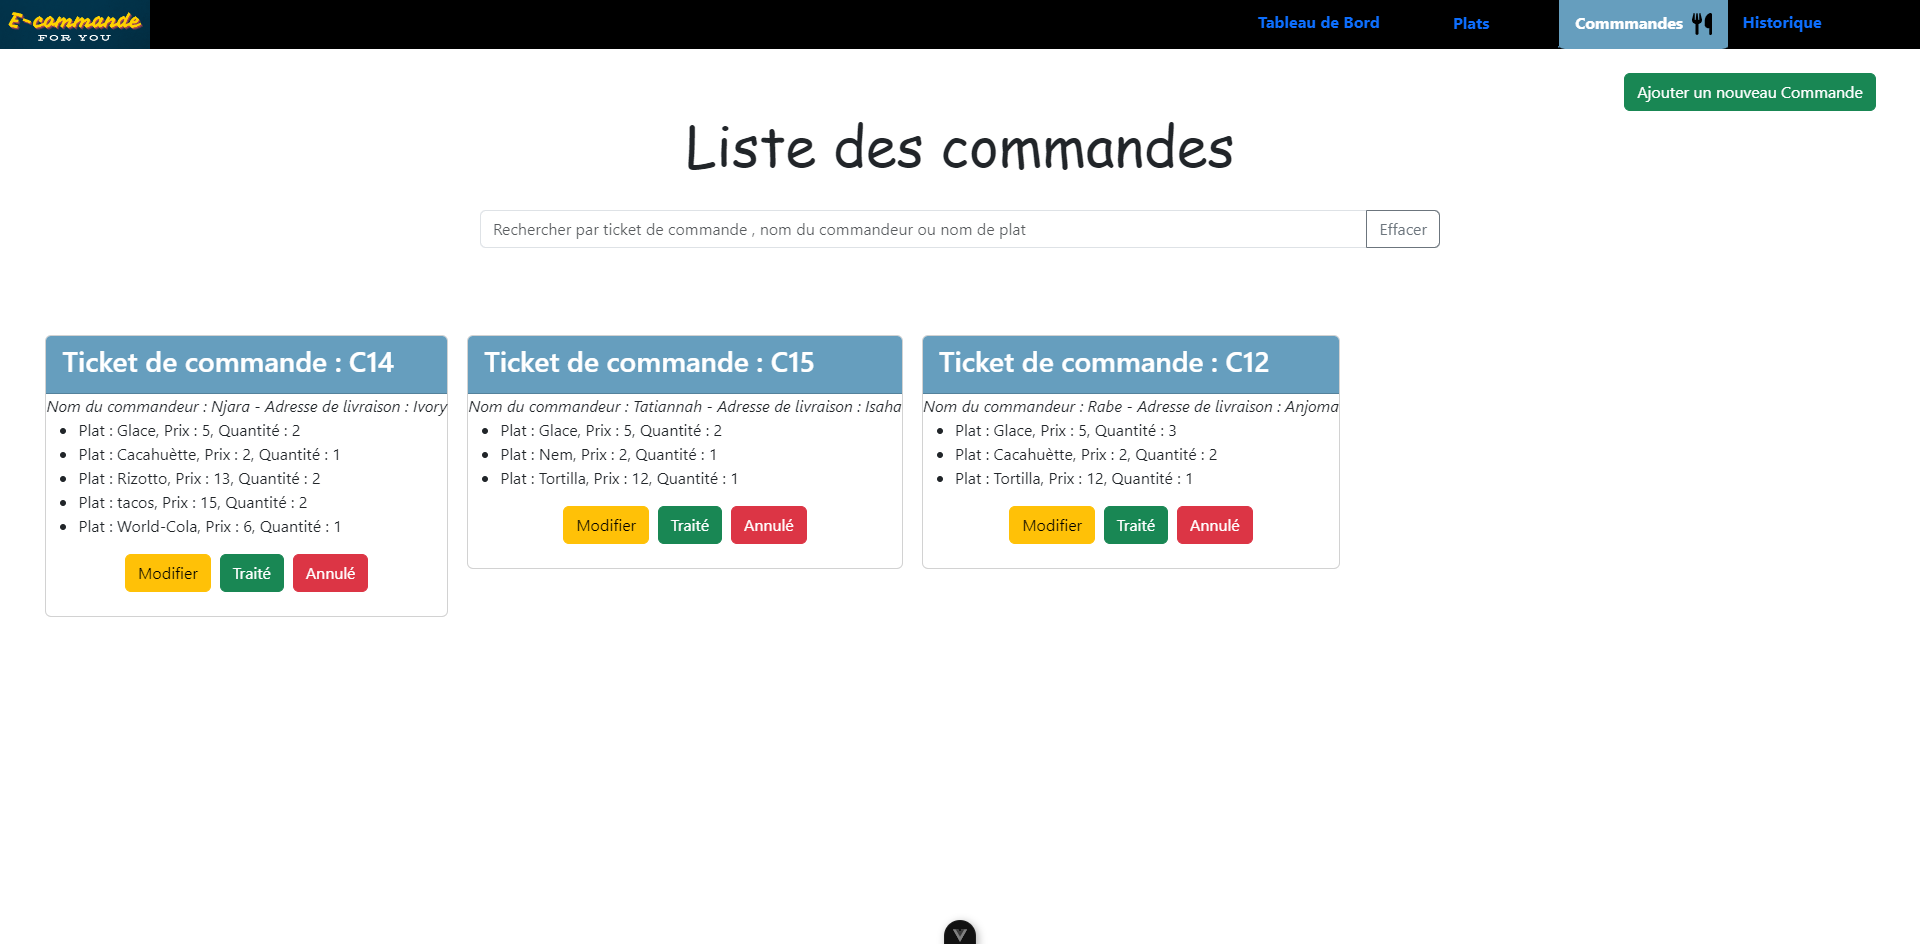 E-commande
FOR YOU
Tableau de Bord
Plats
Commmandes
Historique
Ajouter un nouveau Commande
Liste des commandes
Rechercher par ticket de commande , nom du commandeur ou nom de plat
Effacer
Ticket de commande : C14
Nom du commandeur : Njara - Adresse de livraison : Ivory
Plat : Glace, Prix : 5, Quantité : 2
Plat : Cacahuètte, Prix : 2, Quantité : 1
Plat : Rizotto, Prix : 13, Quantité : 2
Plat : tacos, Prix : 15, Quantité : 2
Plat : World-Cola, Prix : 6, Quantité : 1
Modifier
Traité
Annulé
Ticket de commande : C15
Nom du commandeur : Tatiannah - Adresse de livraison : Isaha
Plat : Glace, Prix : 5, Quantité : 2
Plat : Nem, Prix : 2, Quantité : 1
Plat : Tortilla, Prix : 12, Quantité : 1
Modifier
Traité
Annulé
Ticket de commande : C12
Nom du commandeur : Rabe - Adresse de livraison : Anjoma
Plat : Glace, Prix : 5, Quantité : 3
Plat : Cacahuètte, Prix : 2, Quantité : 2
Plat : Tortilla, Prix : 12, Quantité : 1
Modifier
Traité
Annulé